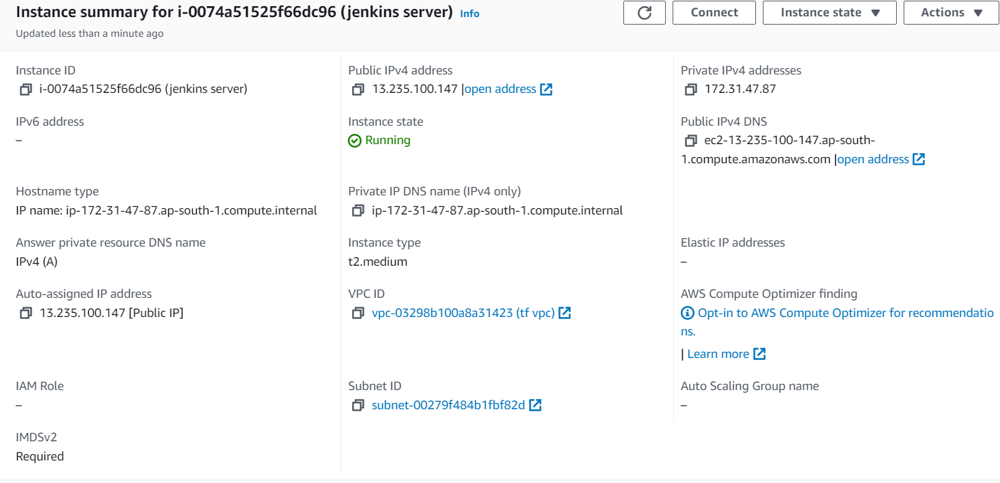 Instance summary for i-0074a51525f66dc96 (jenkins server) Info
Connect
Instance state
Actions
Updated less than a minute ago
Instance ID
i-0074a51525f66dc96 (jenkins server)
Public IPv4 address
13.235.100.147 |open address
Private IPv4 addresses
172.31.47.87
IPv6 address
–
Instance state
Running
Public IPv4 DNS
ec2-13-235-100-147.ap-south-
1.compute.amazonaws.com |open address
Hostname type
IP name: ip-172-31-47-87.ap-south-1.compute.internal
Private IP DNS name (IPv4 only)
ip-172-31-47-87.ap-south-1.compute.internal
Answer private resource DNS name
IPv4 (A)
Instance type
t2.medium
Elastic IP addresses
–
Auto-assigned IP address
13.235.100.147 [Public IP]
VPC ID
vpc-03298b100a8a31423 (tf vpc)
AWS Compute Optimizer finding
Opt-in to AWS Compute Optimizer for recommendatio
ns.
| Learn more
IAM Role
–
Subnet ID
subnet-00279f484b1fbf82d
Auto Scaling Group name
–
IMDSv2
Required